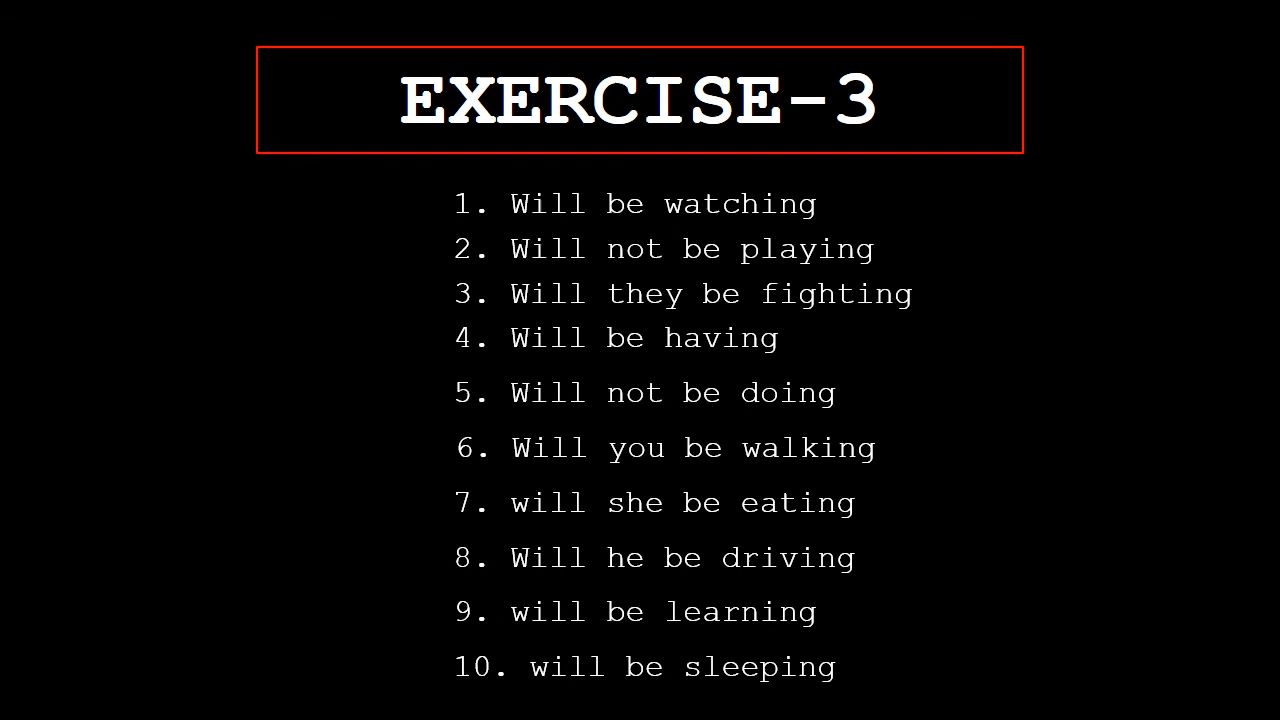 EXERCISE-3
1. Will be watching
2. Will not be playing
3. Will they be fighting
4. Will be having
5. Will not be doing
6. Will you be walking
7. will she be eating
8. Will he be driving
9. will be learning
10. will be sleeping